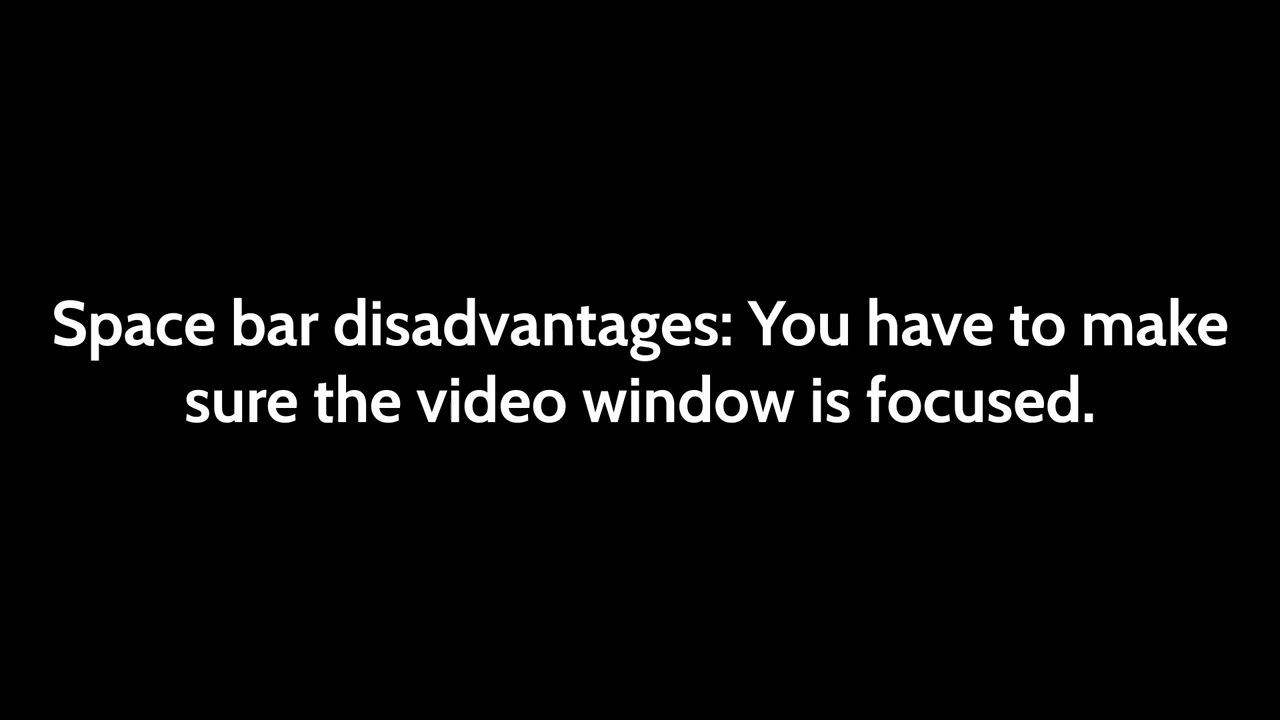 Space bar disadvantages: You have to make
sure the video window is focused.